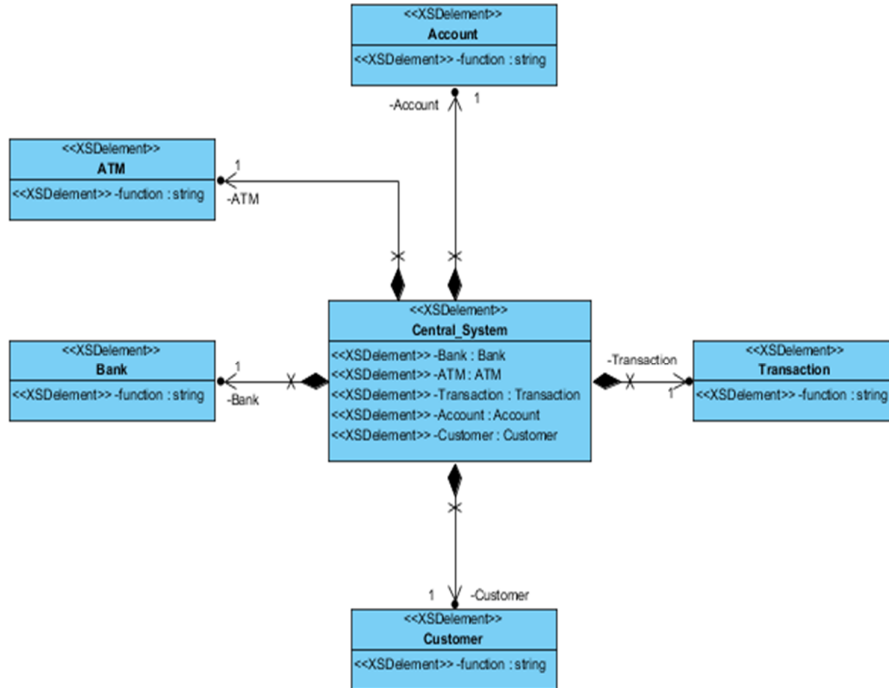 <<XSDelement>>
Account
<<XSDelement>> -function : string
-Account
1
<<XSDelement>>
ATM
<<XSDelement>> -function : string
1
-ATM
<<XSDelement>>
Central_System
<<XSDelement>> -Bank : Bank
<<XSDelement>> -ATM : ATM
<<XSDelement>> -Transaction : Transaction
<<XSDelement>> -Account : Account
<<XSDelement>> -Customer : Customer
<<XSDelement>>
Bank
<<XSDelement>> -function : string
1
-Bank
-Transaction
1
<<XSDelement>>
Transaction
<<XSDelement>> -function : string
1
-Customer
<<XSDelement>>
Customer
<<XSDelement>> -function : string